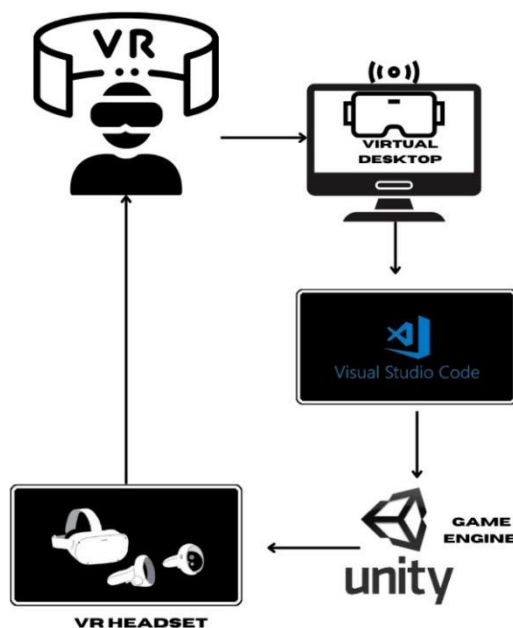 VR
VIRTUAL
DESKTOP
Visual Studio Code
GAME
ENGINE
unity
VR HEADSET